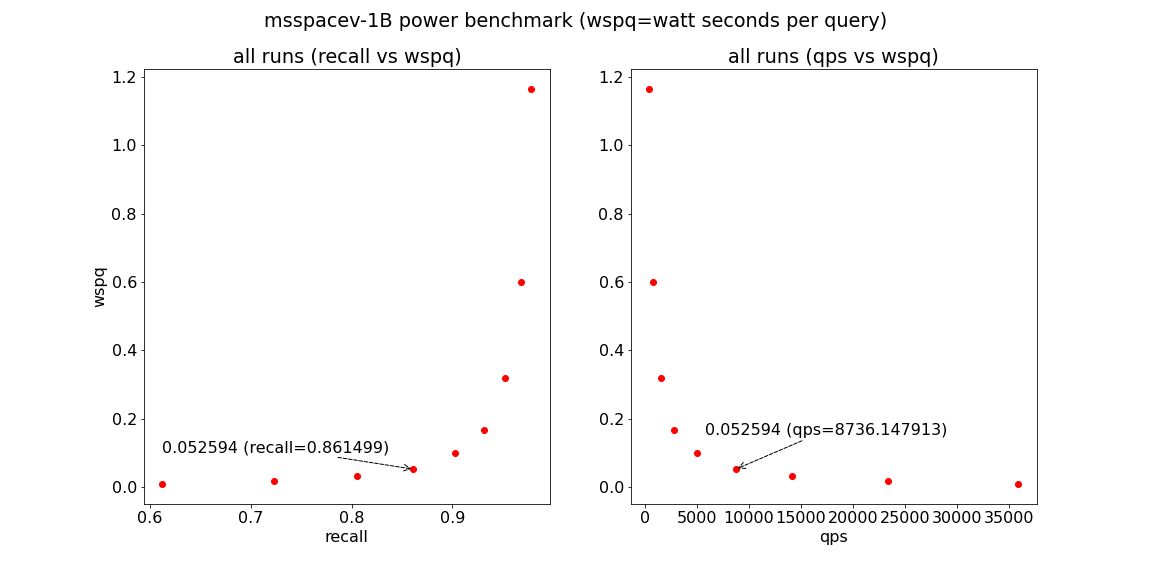 msspacev-1B power benchmark (wspq=watt seconds per query)
all runs (recall vs wspq)
1.2
1.0
0.8
0.6
0.4
0.2
0.0
wspq
0.052594 (recall=0.861499)
0.6 0.7 0.8 0.9
recall
all runs (qps vs wspq)
1.2
1.0
0.8
0.6
0.4
0.2
0.0
0.052594 (qps=8736.147913)
0 5000 10000 15000 20000 25000 30000 35000
qps